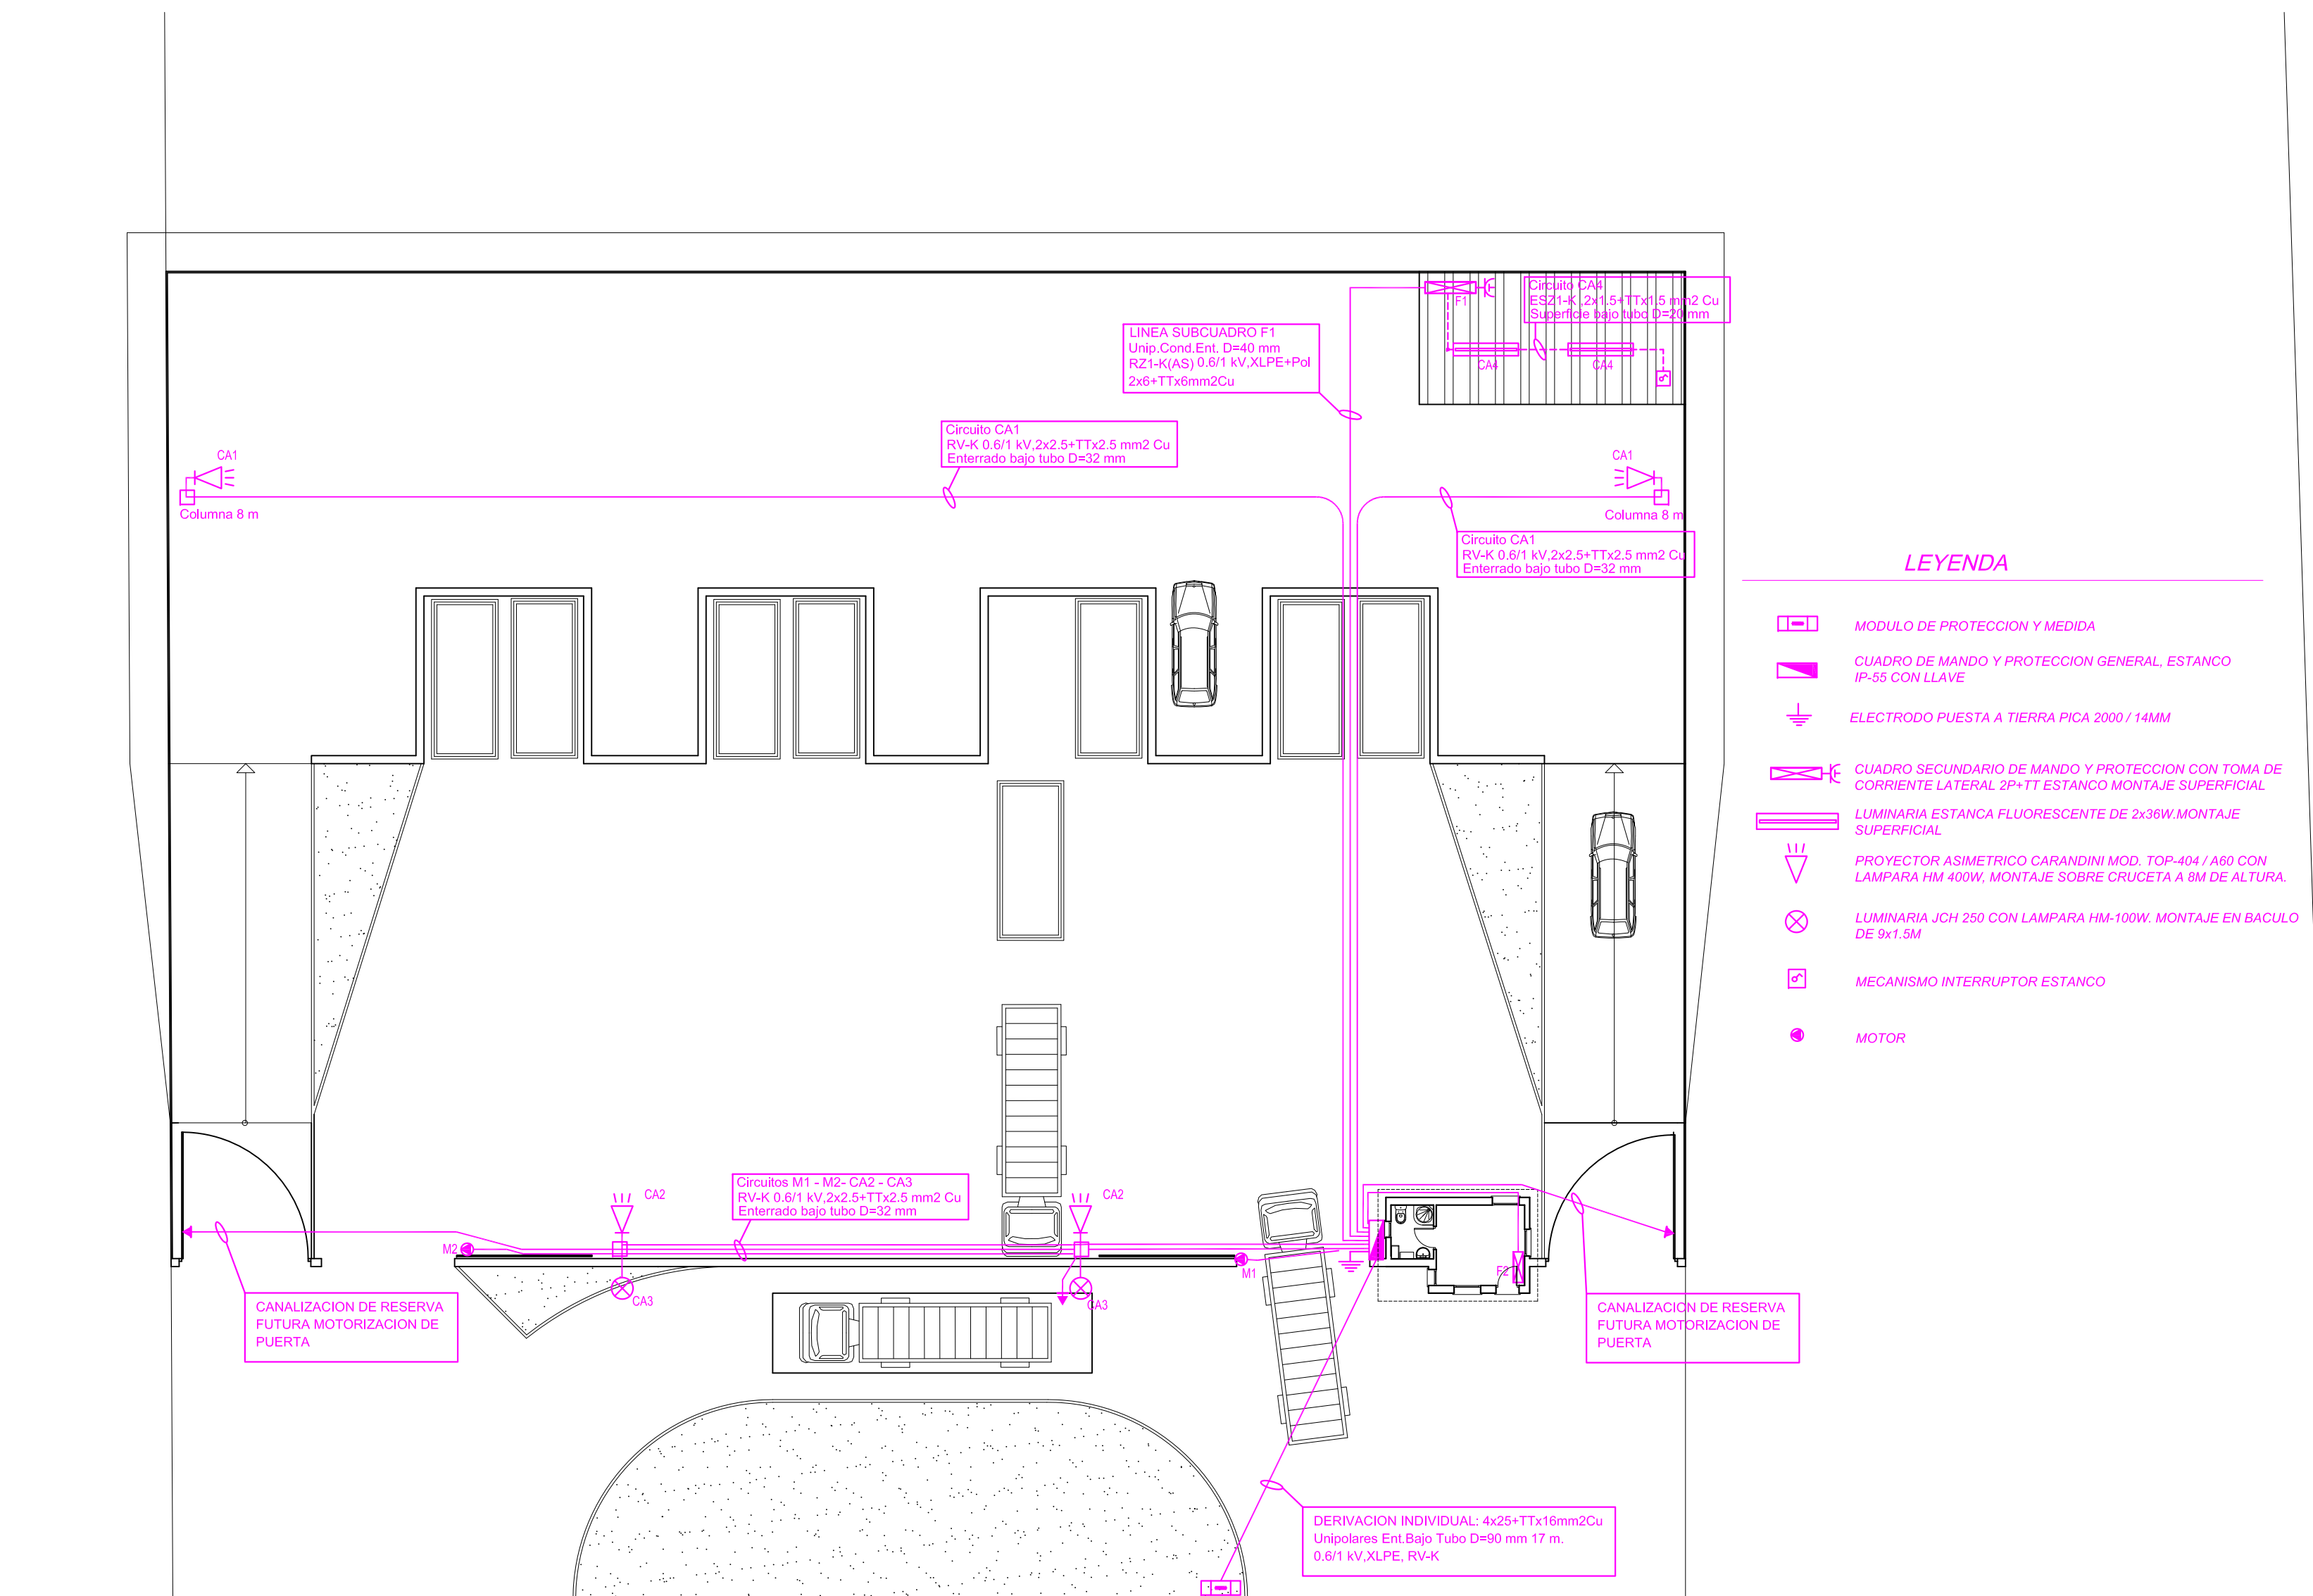 Circuito CA4
ESZ1-K ,2x1.5+TTx1.5 mm2 Cu
Superficie bajo tubo D=20 mm
F1
LINEA SUBCUADRO F1
Unip.Cond.Ent. D=40 mm
RZ1-K(AS) 0.6/1 kV,XLPE+Pol
2x6+TTx6mm2Cu
CA4
CA4
Circuito CA1
RV-K 0.6/1 kV,2x2.5+TTx2.5 mm2 Cu
Enterrado bajo tubo D=32 mm
CA1
Columna 8 m
CA1
Columna 8 m
Circuito CA1
RV-K 0.6/1 kV,2x2.5+TTx2.5 mm2 Cu
Enterrado bajo tubo D=32 mm
LEYENDA
MODULO DE PROTECCION Y MEDIDA
CUADRO DE MANDO Y PROTECCION GENERAL, ESTANCO
IP-55 CON LLAVE
ELECTRODO PUESTA A TIERRA PICA 2000 / 14MM
CUADRO SECUNDARIO DE MANDO Y PROTECCION CON TOMA DE
CORRIENTE LATERAL 2P+TT ESTANCO MONTAJE SUPERFICIAL
LUMINARIA ESTANCA FLUORESCENTE DE 2x36W.MONTAJE
SUPERFICIAL
PROYECTOR ASIMETRICO CARANDINI MOD. TOP-404 / A60 CON
LAMPARA HM 400W, MONTAJE SOBRE CRUCETA A 8M DE ALTURA.
LUMINARIA JCH 250 CON LAMPARA HM-100W. MONTAJE EN BACULO
DE 9x1.5M
MECANISMO INTERRUPTOR ESTANCO
MOTOR
CA2
Circuitos M1 - M2- CA2 - CA3
RV-K 0.6/1 kV,2x2.5+TTx2.5 mm2 Cu
Enterrado bajo tubo D=32 mm
CA2
M2
M1
F2
CA3
CA3
CANALIZACION DE RESERVA
FUTURA MOTORIZACION DE
PUERTA
CANALIZACION DE RESERVA
FUTURA MOTORIZACION DE
PUERTA
DERIVACION INDIVIDUAL: 4x25+TTx16mm2Cu
Unipolares Ent.Bajo Tubo D=90 mm 17 m.
0.6/1 kV,XLPE, RV-K